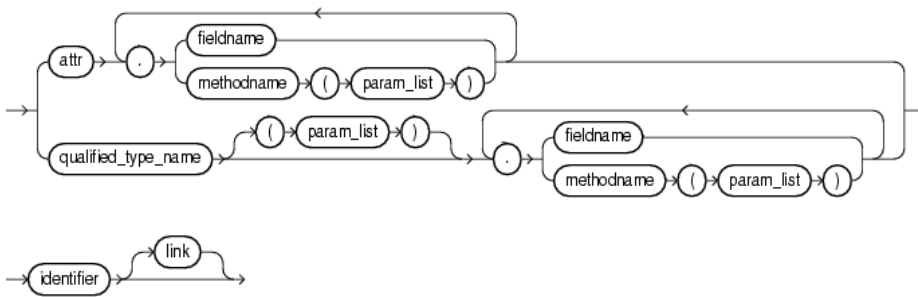 fieldname
attr . methodname ( param_list )
( param_list ) fieldname
qualified_type_name . methodname ( param_list )
link
identifier